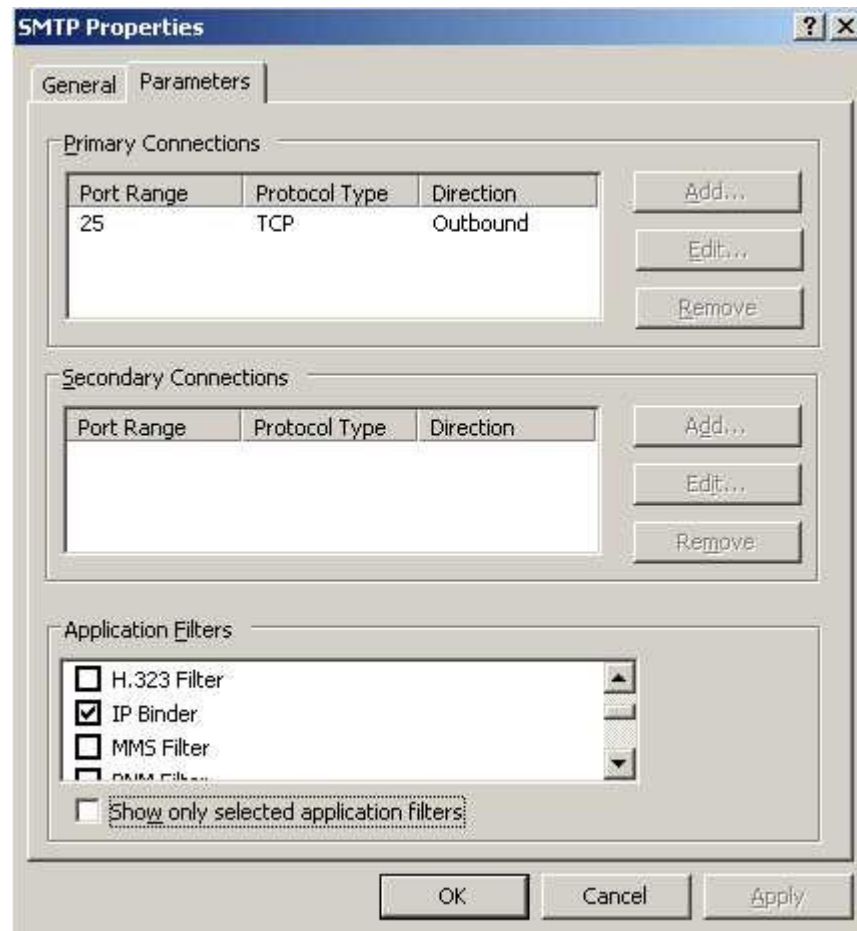 SMTP Properties
General Parameters
Primary Connections
Port Range Protocol Type Direction
25 TCP Outbound
Add...
Edit...
Remove
Secondary Connections
Port Range Protocol Type Direction
Add...
Edit...
Remove
Application Filters
H.323 Filter
IP Binder
MMS Filter
Show only selected application filters
OK Cancel Apply